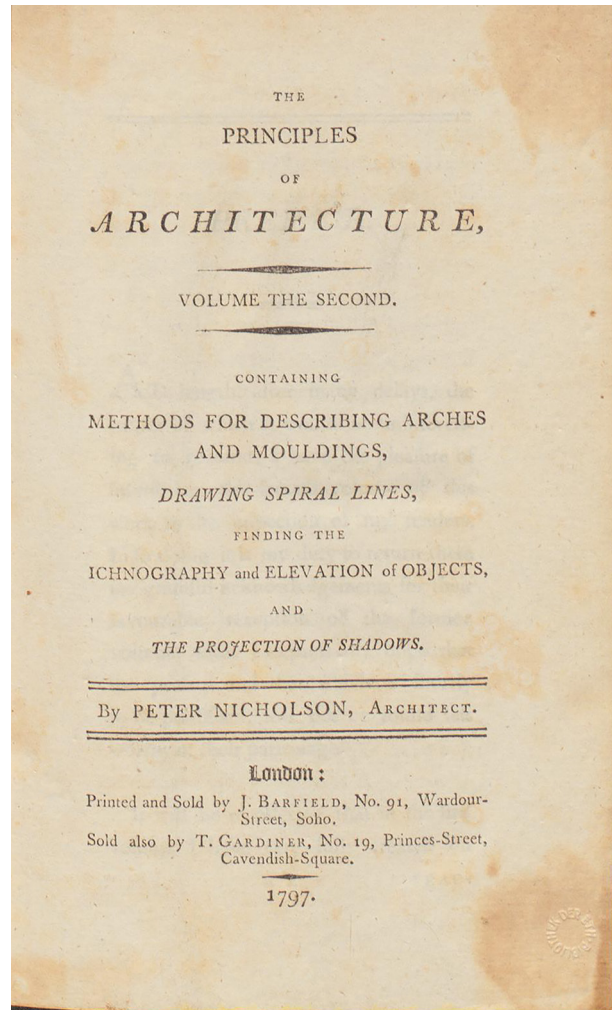 THE
PRINCIPLES
OF
ARCHITECTURE,
VOLUME THE SECOND.
CONTAINING
METHODS FOR DESCRIBING ARCHES
AND MOULDINGS,
DRAWING SPIRAL LINES,
FINDING THE
ICHNOGRAPHY and ELEVATION of OBJECTS,
AND
THE PROJECTION OF SHADOWS.
By PETER NICHOLSON, ARCHITECT.
London:
Printed and Sold by J. BARFIELD, No. 91, Wardour-
Street, Soho.
Sold also by T. GARDINER, No. 19, Princes-Street,
Cavendish-Square.
1797.